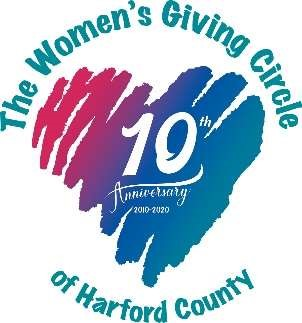 The Women's Giving Circle
10th
Anniversary
2010-2020
of Harford County